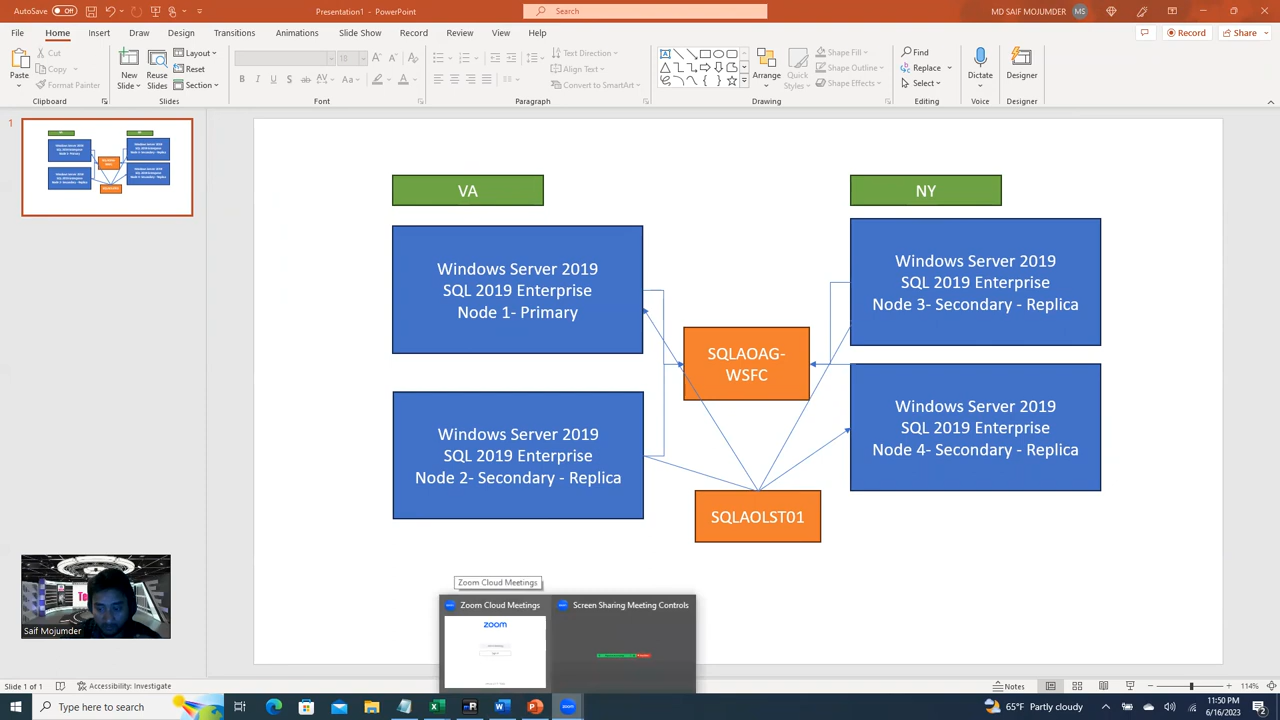 AutoSave Off
Presentation1 - PowerPoint
Search
MD SAIF MOJUMDER MS
File Home Insert Draw Design Transitions Animations Slide Show Record Review View Help
Record Share
Paste
Cut
Copy
Format Painter
Clipboard
New Slide
Reuse Slides
Layout
Reset
Section
Slides
18
B I U S ab AV Aa A
Font
Text Direction
Align Text
Convert to SmartArt
Paragraph
Arrange
Quick Styles
Shape Fill
Shape Outline
Shape Effects
Drawing
Find
Replace
Select
Editing
Dictate
Voice
Designer
Designer
1
VA
NY
Windows Server 2019
SQL 2019 Enterprise
Node 1- Primary
Windows Server 2019
SQL 2019 Enterprise
Node 3- Secondary - Replica
SQLAOAG-
WSFC
Windows Server 2019
SQL 2019 Enterprise
Node 2- Secondary - Replica
Windows Server 2019
SQL 2019 Enterprise
Node 4- Secondary - Replica
SQLAOLST01
Saif Mojumder
Zoom Cloud Meetings
Zoom Cloud Meetings
Screen Sharing Meeting Controls
zoom
Slide 1 of 1
Accessibility: Investigate
Notes
114%
Type here to search
65°F Partly cloudy
11:50 PM
6/16/2023
2